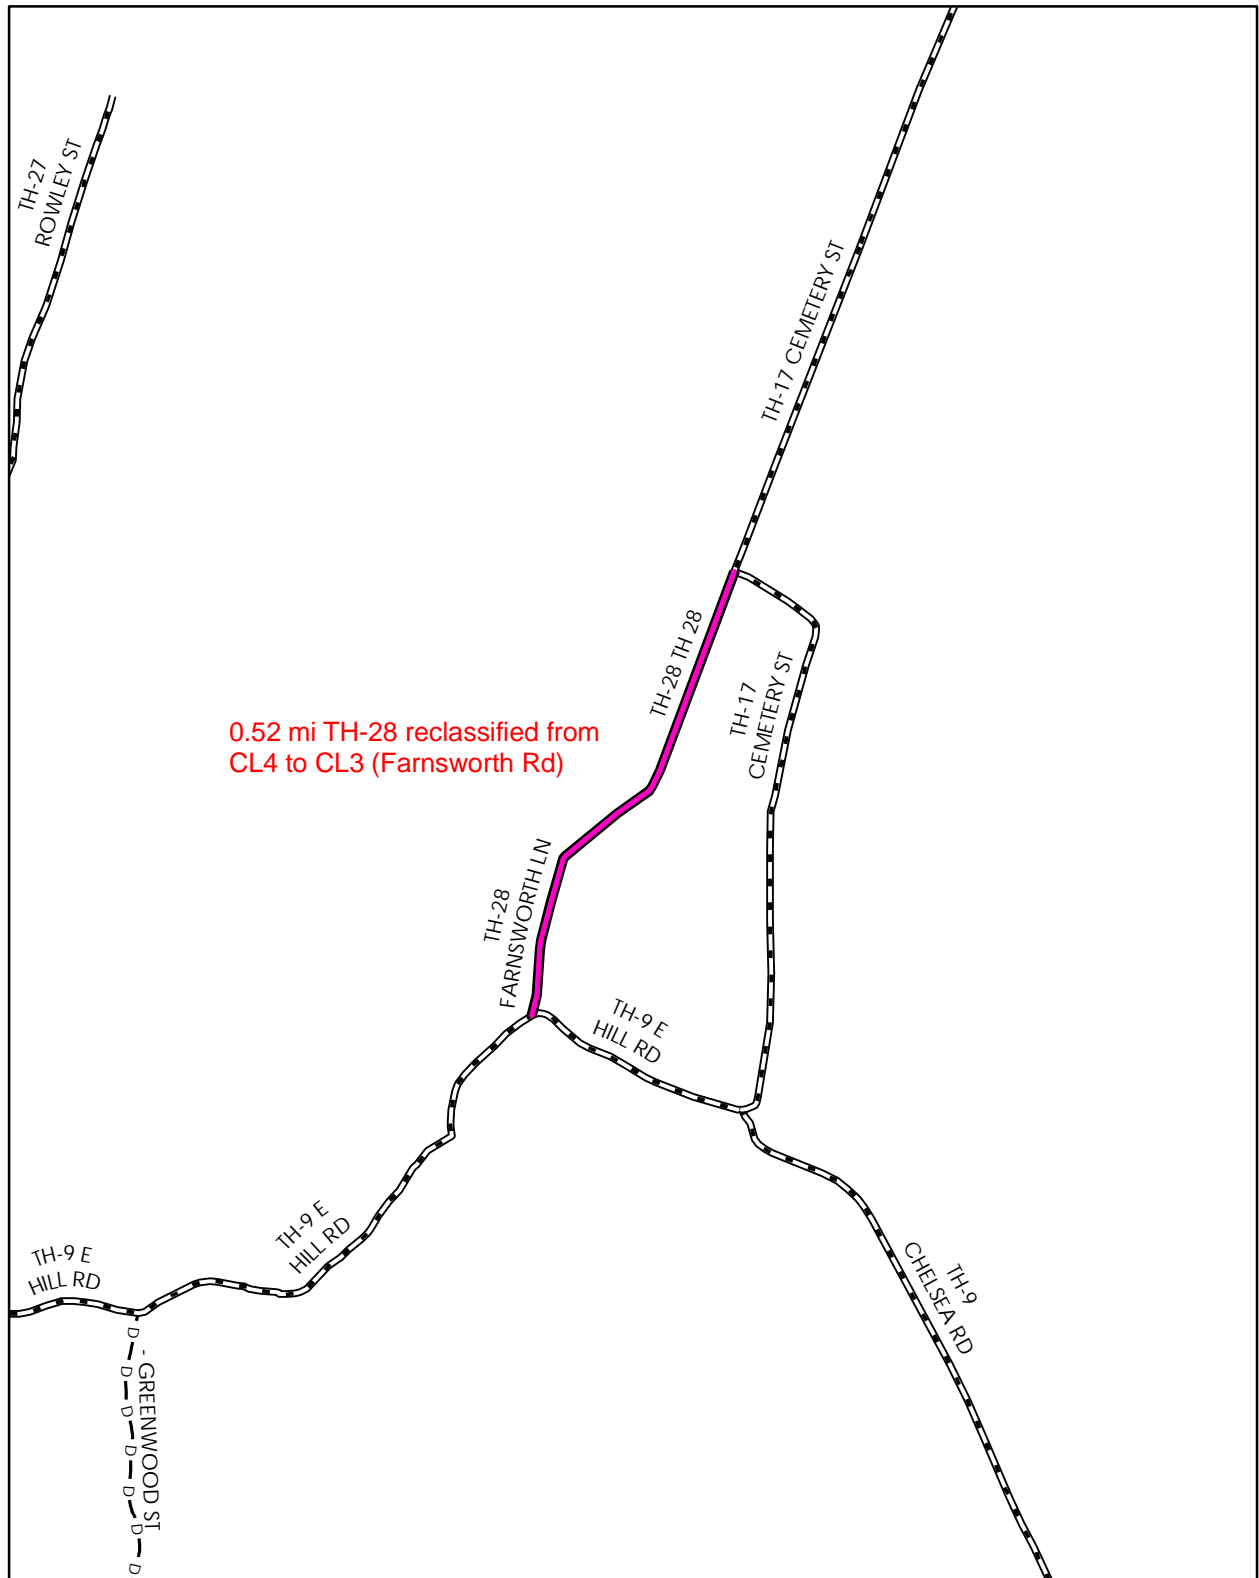 TH-27
ROWLEY ST
TH-17 CEMETERY ST
TH-28 TH 28
TH-17
CEMETERY ST
0.52 mi TH-28 reclassified from
CL4 to CL3 (Farnsworth Rd)
TH-28
FARNSWORTH LN
TH-9 E
HILL RD
TH-9 E
HILL RD
TH-9 E
HILL RD
TH-9
CHELSEA RD
- GREENWOOD ST
D
D
D
D
D
D
D